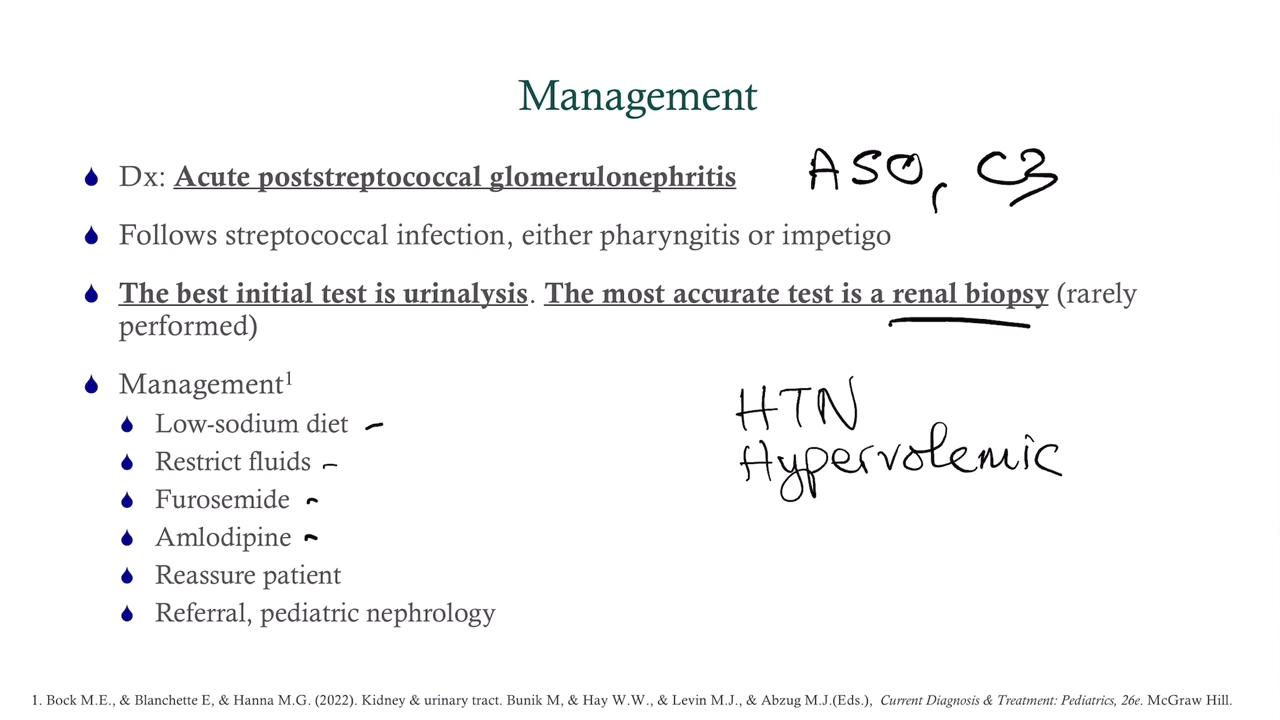 Management
Dx: Acute poststreptococcal glomerulonephritis
ASO, C3
Follows streptococcal infection, either pharyngitis or impetigo
The best initial test is urinalysis. The most accurate test is a renal biopsy (rarely
performed)
Management1
Low-sodium diet
Restrict fluids
Furosemide
Amlodipine
Reassure patient
Referral, pediatric nephrology
HTN
Hypervolemic
1. Bock M.E., & Blanchette E, & Hanna M.G. (2022). Kidney & urinary tract. Bunik M, & Hay W.W., & Levin M.J., & Abzug M.J.(Eds.), Current Diagnosis & Treatment: Pediatrics, 26e. McGraw Hill.